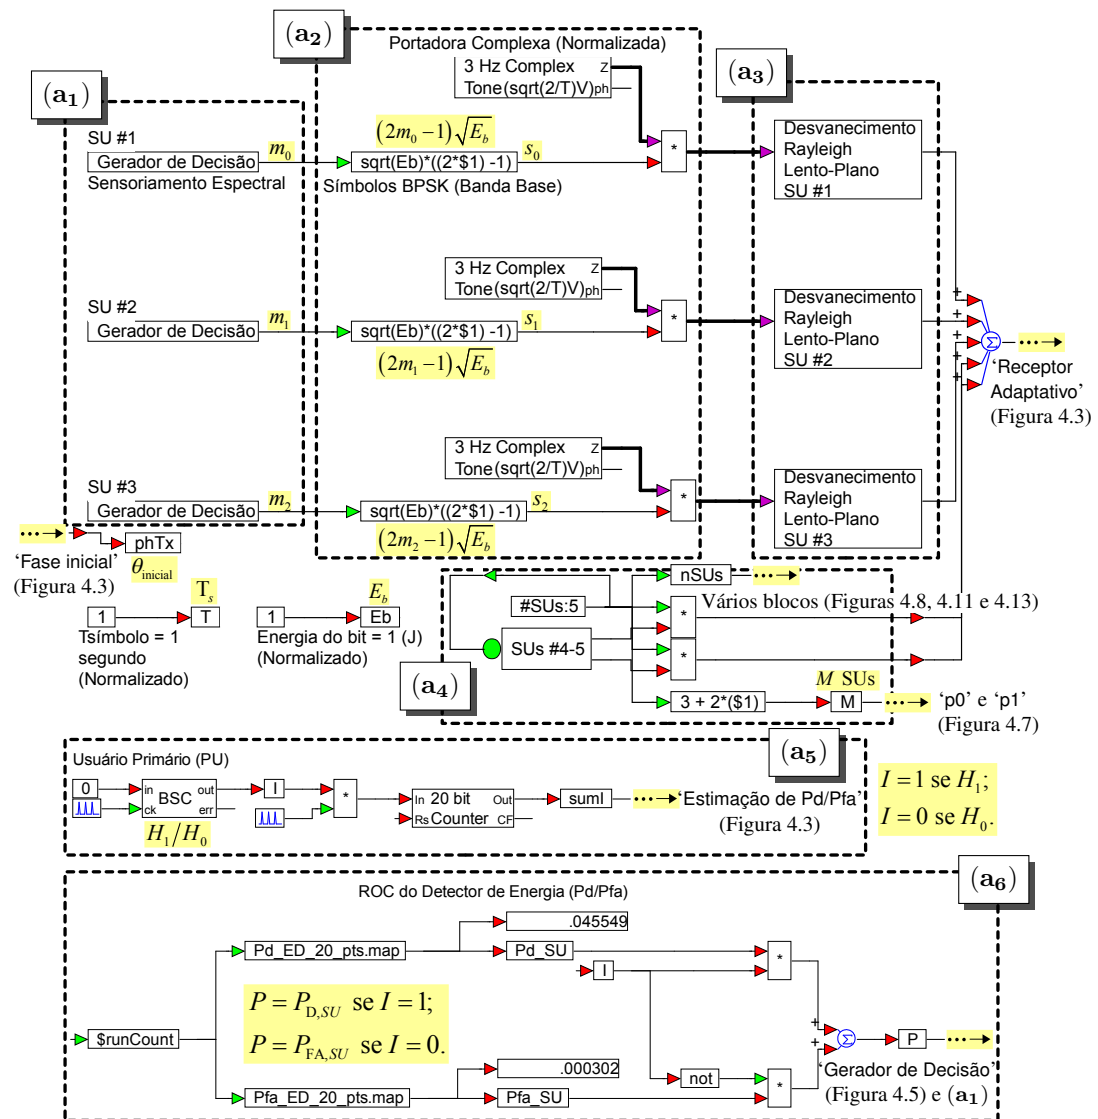 (a₂)
Portadora Complexa (Normalizada)
3 Hz Complex Z
Tone(sqrt(2/T)V)ph
(a₃)
(a₁)
SU #1
Gerador de Decisão
Sensoriamento Espectral
m₀
(2m₀ −1)√E_b
sqrt(Eb)*((2*$1) -1)
Símbolos BPSK (Banda Base)
s₀
*
Desvanecimento
Rayleigh
Lento-Plano
SU #1
3 Hz Complex Z
Tone(sqrt(2/T)V)ph
SU #2
Gerador de Decisão
m₁
sqrt(Eb)*((2*$1) -1)
s₁
(2m₁ −1)√E_b
*
Desvanecimento
Rayleigh
Lento-Plano
SU #2
+
+
+
+
+
Σ
'Receptor
Adaptativo'
(Figura 4.3)
3 Hz Complex Z
Tone(sqrt(2/T)V)ph
SU #3
Gerador de Decisão
m₂
sqrt(Eb)*((2*$1) -1)
s₂
(2m₂ −1)√E_b
*
Desvanecimento
Rayleigh
Lento-Plano
SU #3
'Fase inicial'
(Figura 4.3)
phTx
θ_inicial
1
T_s
T
Tsímbolo = 1
segundo
(Normalizado)
1
E_b
Eb
Energia do bit = 1 (J)
(Normalizado)
(a₄)
nSUs
Vários blocos (Figuras 4.8, 4.11 e 4.13)
#SUs:5
*
SUs #4-5
*
3 + 2*($1)
M SUs
M
'p0' e 'p1'
(Figura 4.7)
(a₅)
Usuário Primário (PU)
0
in BSC out
ck err
H₁/H₀
I
*
In 20 bit Out
Rs Counter CF
sumI
'Estimação de Pd/Pfa'
(Figura 4.3)
I = 1 se H₁;
I = 0 se H₀.
(a₆)
ROC do Detector de Energia (Pd/Pfa)
.045549
Pd_ED_20_pts.map
Pd_SU
I
*
P = P_D,SU se I = 1;
P = P_FA,SU se I = 0.
$runCount
+
+
Σ
P
.000302
not
*
Pfa_ED_20_pts.map
Pfa_SU
'Gerador de Decisão'
(Figura 4.5) e (a₁)